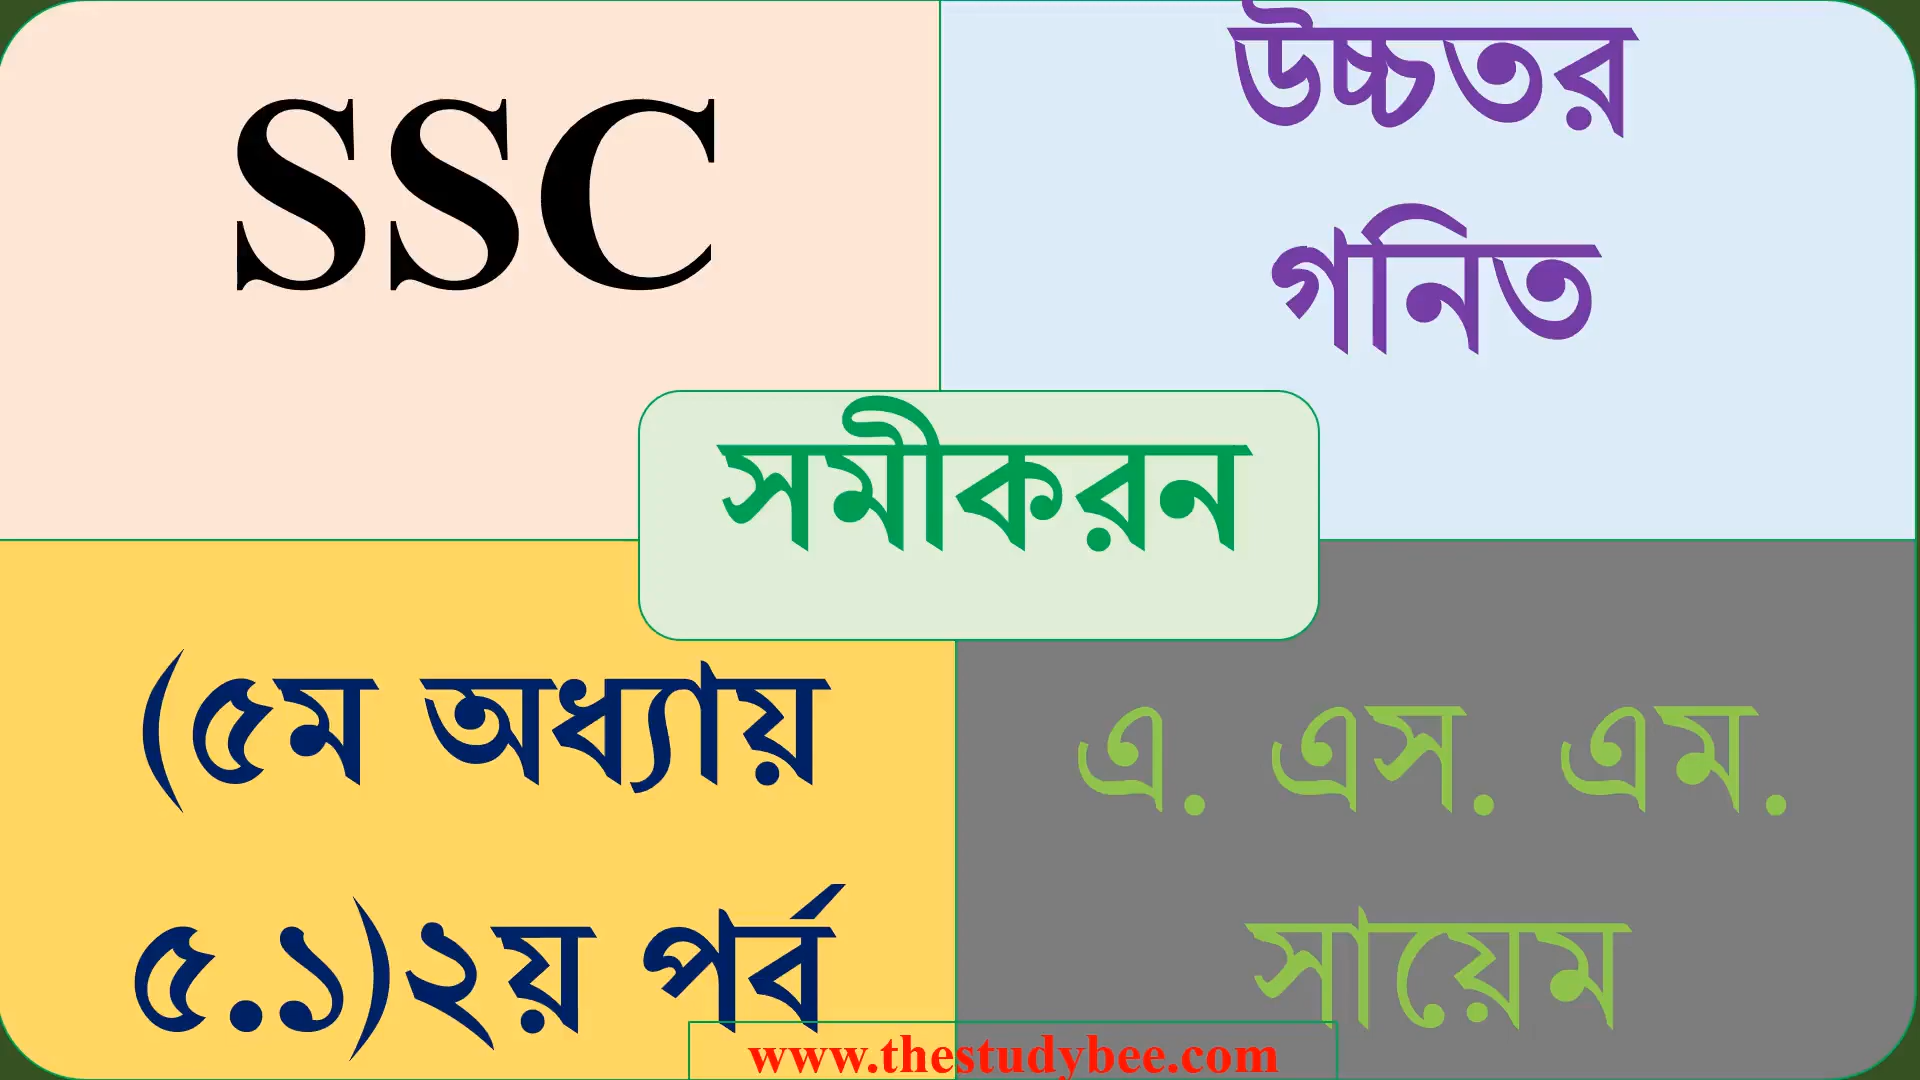 SSC
উচ্চতর
গনিত
সমীকরন
(৫ম অধ্যায়
৫.১)২য় পর্ব
এ. এস. এম.
সায়েম
www.thestudybee.com